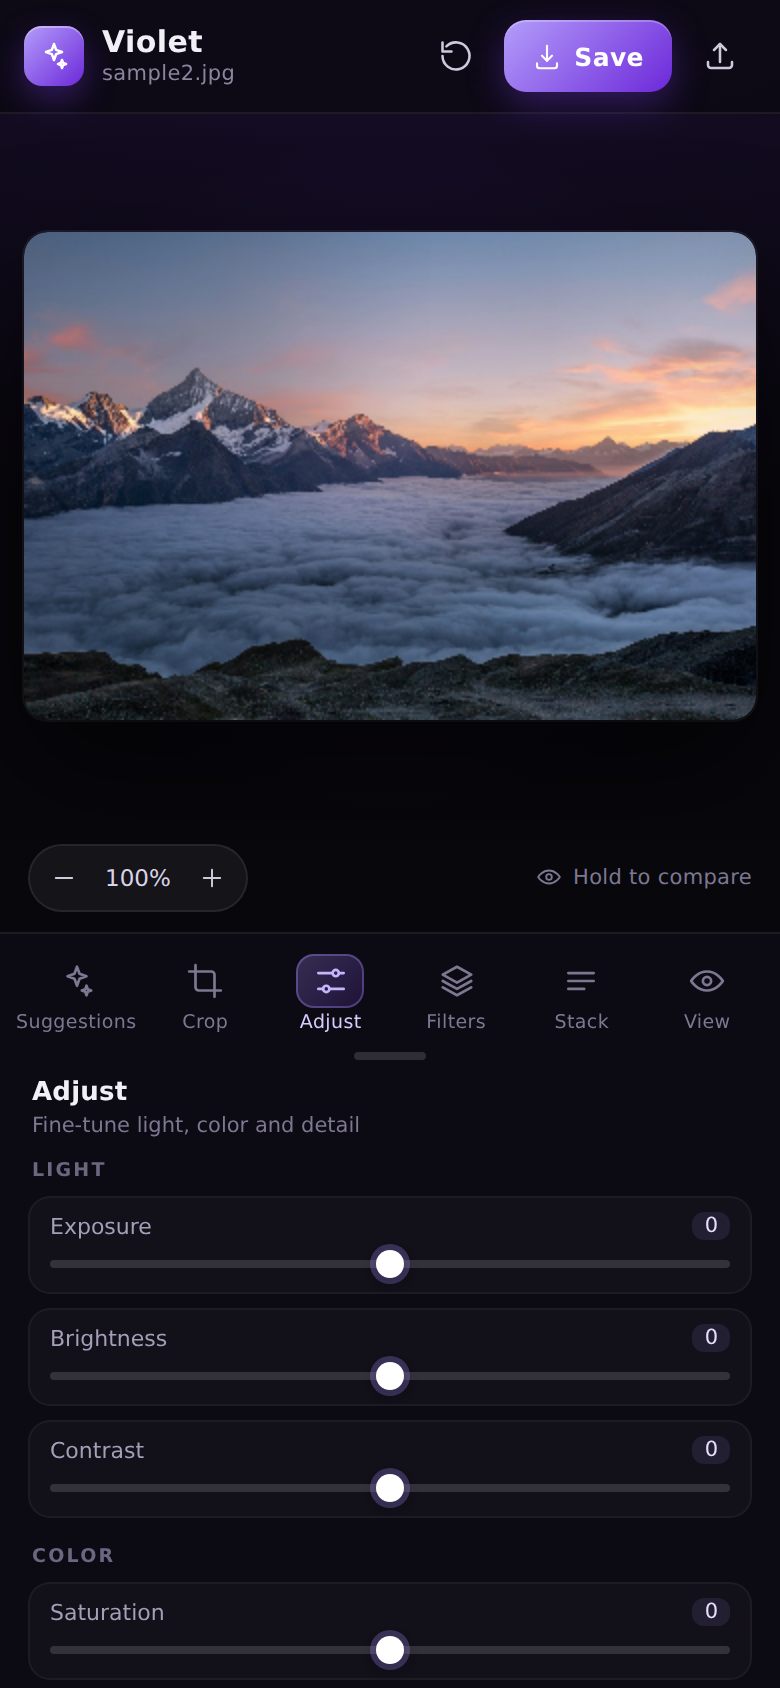 Violet
sample2.jpg
Save
100%
Hold to compare
Suggestions
Crop
Adjust
Filters
Stack
View
Adjust
Fine-tune light, color and detail
LIGHT
Exposure
0
Brightness
0
Contrast
0
COLOR
Saturation
0